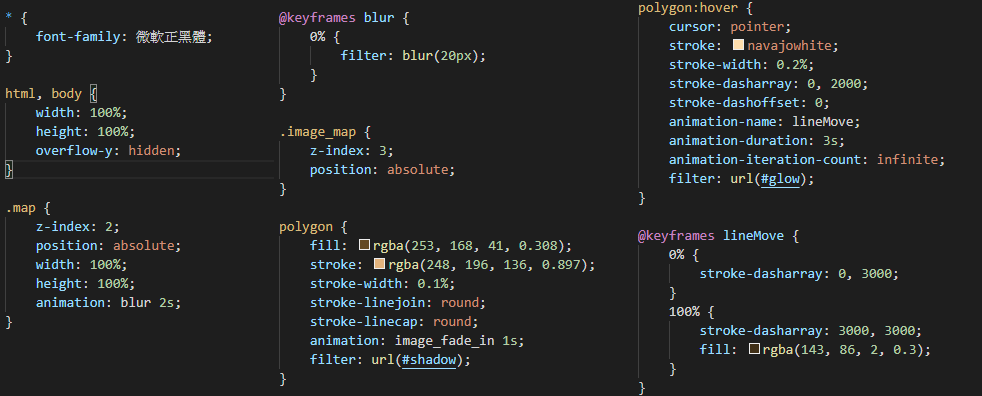 * {
    font-family: 微軟正黑體;
}

html, body {
    width: 100%;
    height: 100%;
    overflow-y: hidden;
}

.map {
    z-index: 2;
    position: absolute;
    width: 100%;
    height: 100%;
    animation: blur 2s;
}
@keyframes blur {
    0% {
        filter: blur(20px);
    }
}

.image_map {
    z-index: 3;
    position: absolute;
}

polygon {
    fill: rgba(253, 168, 41, 0.308);
    stroke: rgba(248, 196, 136, 0.897);
    stroke-width: 0.1%;
    stroke-linejoin: round;
    stroke-linecap: round;
    animation: image_fade_in 1s;
    filter: url(#shadow);
}
polygon:hover {
    cursor: pointer;
    stroke: navajowhite;
    stroke-width: 0.2%;
    stroke-dasharray: 0, 2000;
    stroke-dashoffset: 0;
    animation-name: lineMove;
    animation-duration: 3s;
    animation-iteration-count: infinite;
    filter: url(#glow);
}

@keyframes lineMove {
    0% {
        stroke-dasharray: 0, 3000;
    }
    100% {
        stroke-dasharray: 3000, 3000;
        fill: rgba(143, 86, 2, 0.3);
    }
}